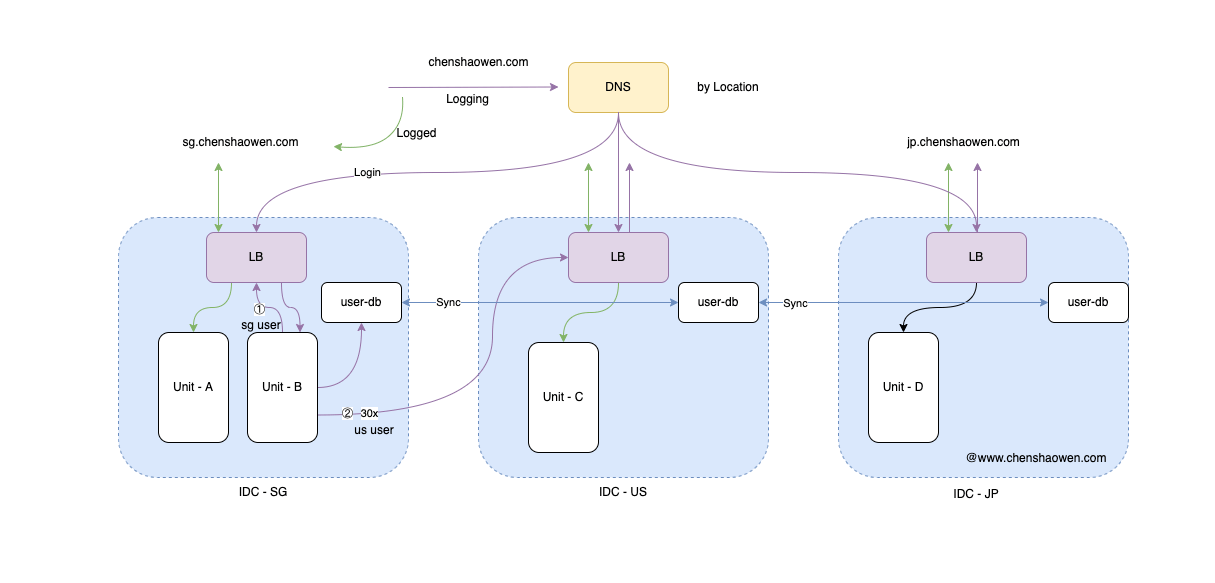 chenshaowen.com
DNS
by Location
Logging
Logged
sg.chenshaowen.com
jp.chenshaowen.com
Login
LB
LB
LB
user-db
Sync
user-db
Sync
user-db
①
sg user
Unit - A
Unit - B
Unit - C
Unit - D
② 30x
us user
@www.chenshaowen.com
IDC - SG
IDC - US
IDC - JP